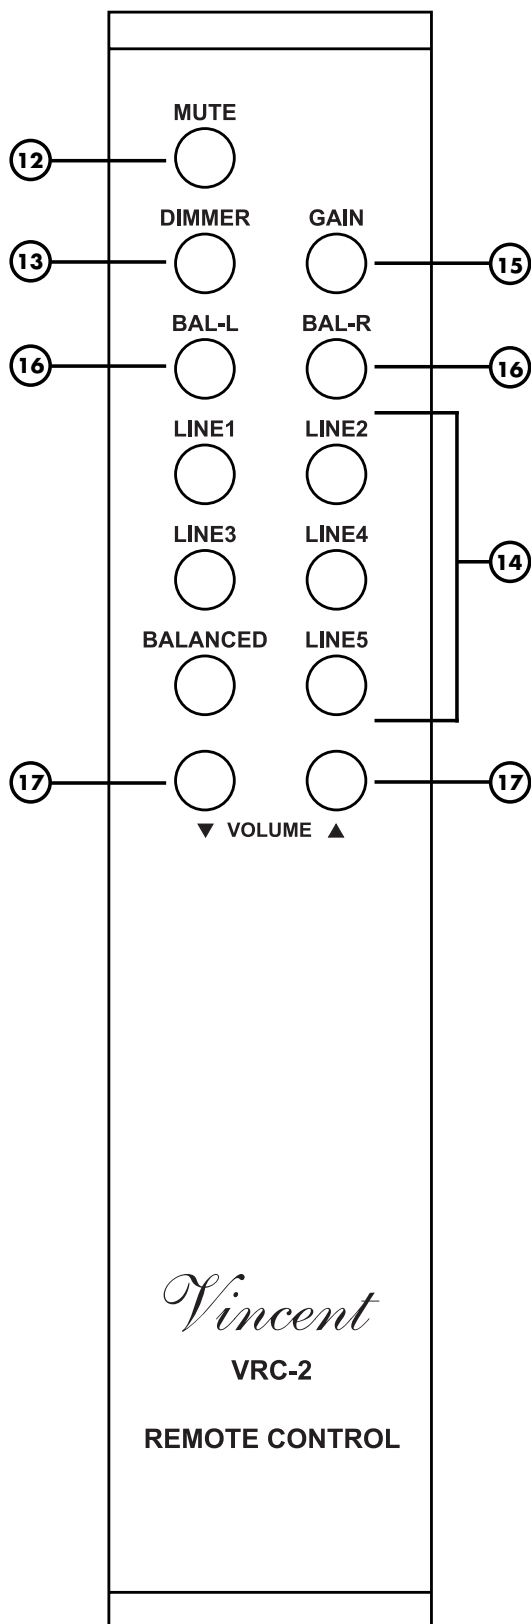 MUTE
12
DIMMER GAIN
13 15
BAL-L BAL-R
16 16
LINE1 LINE2
LINE3 LINE4
14
BALANCED LINE5
17 17
▼ VOLUME ▲
Vincent
VRC-2
REMOTE CONTROL